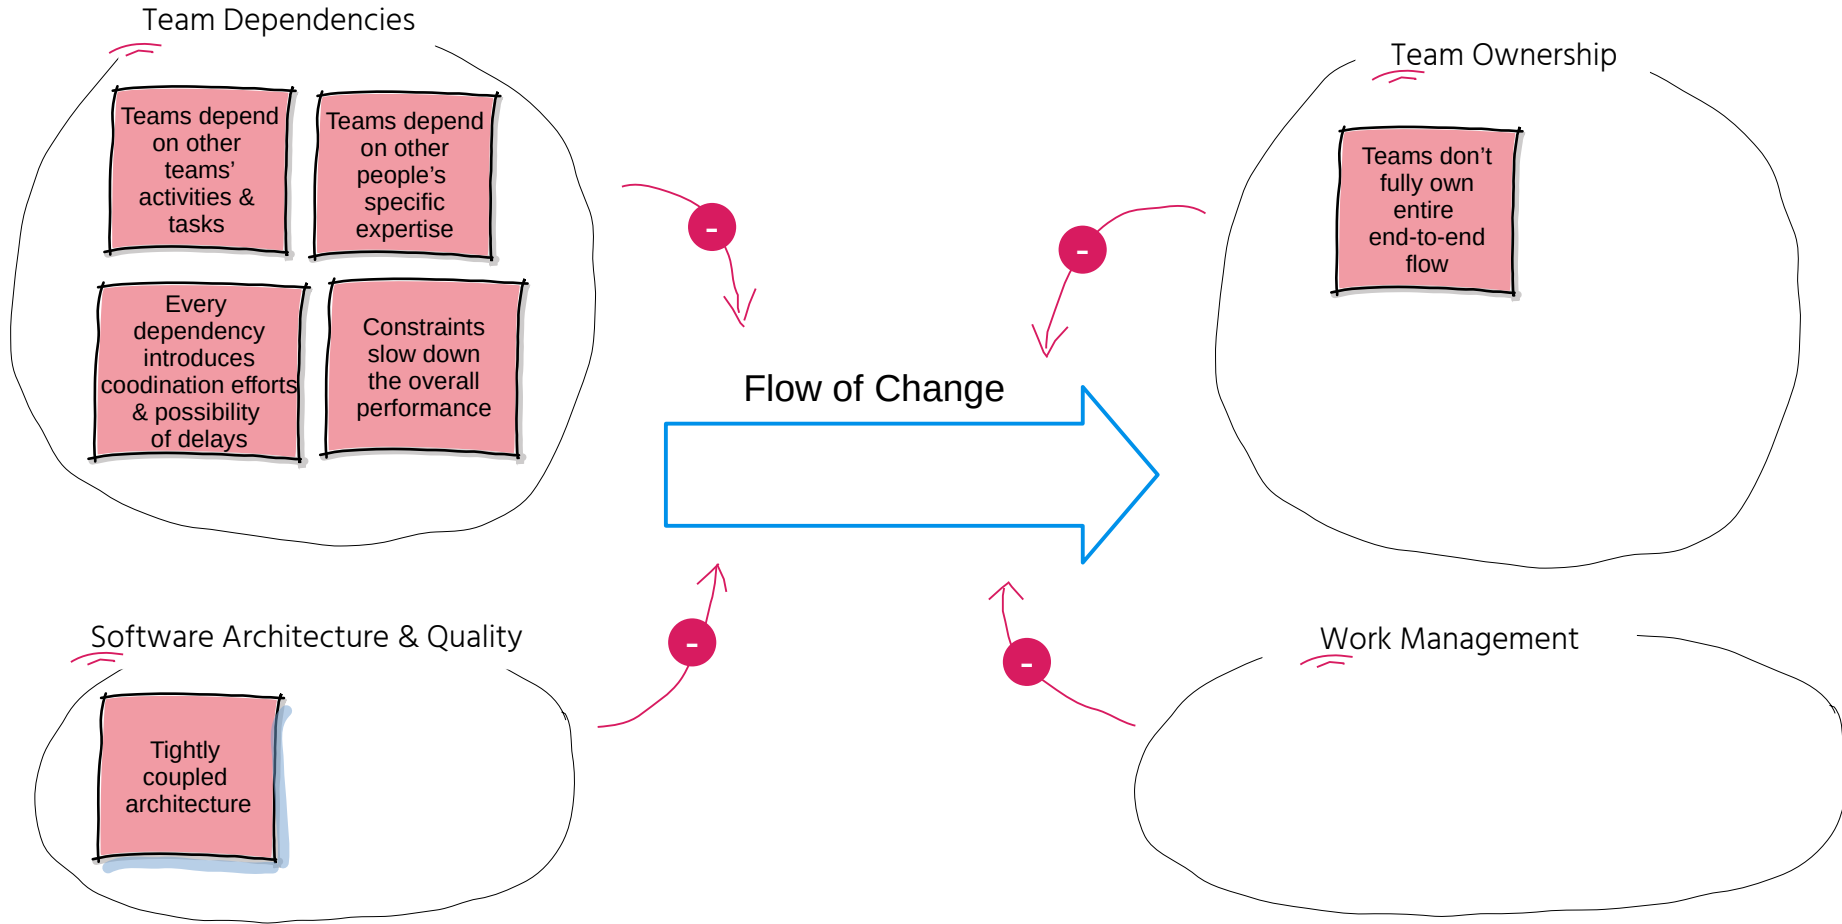 Team Dependencies
Teams depend
on other
teams’
activities &
tasks
Teams depend
on other
people’s
specific
expertise
Every
dependency
introduces
coodination efforts
& possibility
of delays
Constraints
slow down
the overall
performance
-
-
Team Ownership
Teams don’t
fully own
entire
end-to-end
flow
Flow of Change
Software Architecture & Quality
Tightly
coupled
architecture
-
-
Work Management